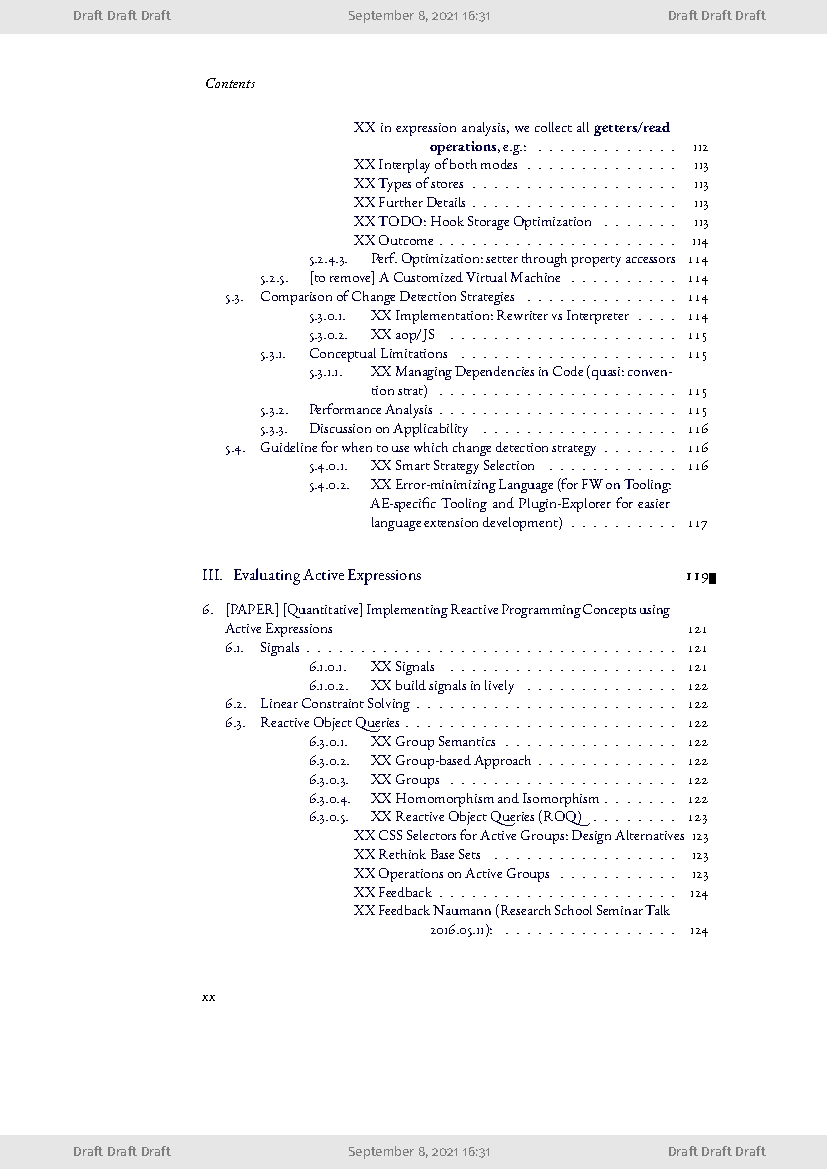 Draft Draft Draft September 8, 2021 16:31 Draft Draft Draft
Contents
XX in expression analysis, we collect all getters/read
operations, e.g.: . . . . . . . . . . . . . 112
XX Interplay of both modes . . . . . . . . . . . . . . 113
XX Types of stores . . . . . . . . . . . . . . . . . . . 113
XX Further Details . . . . . . . . . . . . . . . . . . . 113
XX TODO: Hook Storage Optimization . . . . . . . 113
XX Outcome . . . . . . . . . . . . . . . . . . . . . . 114
5.2.4.3. Perf. Optimization: setter through property accessors 114
5.2.5. [to remove] A Customized Virtual Machine . . . . . . . . . . 114
5.3. Comparison of Change Detection Strategies . . . . . . . . . . . . . . 114
5.3.0.1. XX Implementation: Rewriter vs Interpreter . . . . 114
5.3.0.2. XX aop/JS . . . . . . . . . . . . . . . . . . . . . 115
5.3.1. Conceptual Limitations . . . . . . . . . . . . . . . . . . . . 115
5.3.1.1. XX Managing Dependencies in Code (quasi: conven-
tion strat) . . . . . . . . . . . . . . . . . . . . . . 115
5.3.2. Performance Analysis . . . . . . . . . . . . . . . . . . . . . . 115
5.3.3. Discussion on Applicability . . . . . . . . . . . . . . . . . . 116
5.4. Guideline for when to use which change detection strategy . . . . . . . 116
5.4.0.1. XX Smart Strategy Selection . . . . . . . . . . . . 116
5.4.0.2. XX Error-minimizing Language (for FW on Tooling:
AE-specific Tooling and Plugin-Explorer for easier
language extension development) . . . . . . . . . . 117
III. Evaluating Active Expressions 119
6. [PAPER] [Quantitative] Implementing Reactive Programming Concepts using
Active Expressions 121
6.1. Signals . . . . . . . . . . . . . . . . . . . . . . . . . . . . . . . . . . 121
6.1.0.1. XX Signals . . . . . . . . . . . . . . . . . . . . . 121
6.1.0.2. XX build signals in lively . . . . . . . . . . . . . . 122
6.2. Linear Constraint Solving . . . . . . . . . . . . . . . . . . . . . . . . 122
6.3. Reactive Object Queries . . . . . . . . . . . . . . . . . . . . . . . . . 122
6.3.0.1. XX Group Semantics . . . . . . . . . . . . . . . . 122
6.3.0.2. XX Group-based Approach . . . . . . . . . . . . . 122
6.3.0.3. XX Groups . . . . . . . . . . . . . . . . . . . . . 122
6.3.0.4. XX Homomorphism and Isomorphism . . . . . . . 122
6.3.0.5. XX Reactive Object Queries (ROQ) . . . . . . . . 123
XX CSS Selectors for Active Groups: Design Alternatives 123
XX Rethink Base Sets . . . . . . . . . . . . . . . . . 123
XX Operations on Active Groups . . . . . . . . . . . 123
XX Feedback . . . . . . . . . . . . . . . . . . . . . . 124
XX Feedback Naumann (Research School Seminar Talk
2016.05.11): . . . . . . . . . . . . . . . . 124
xx
Draft Draft Draft September 8, 2021 16:31 Draft Draft Draft